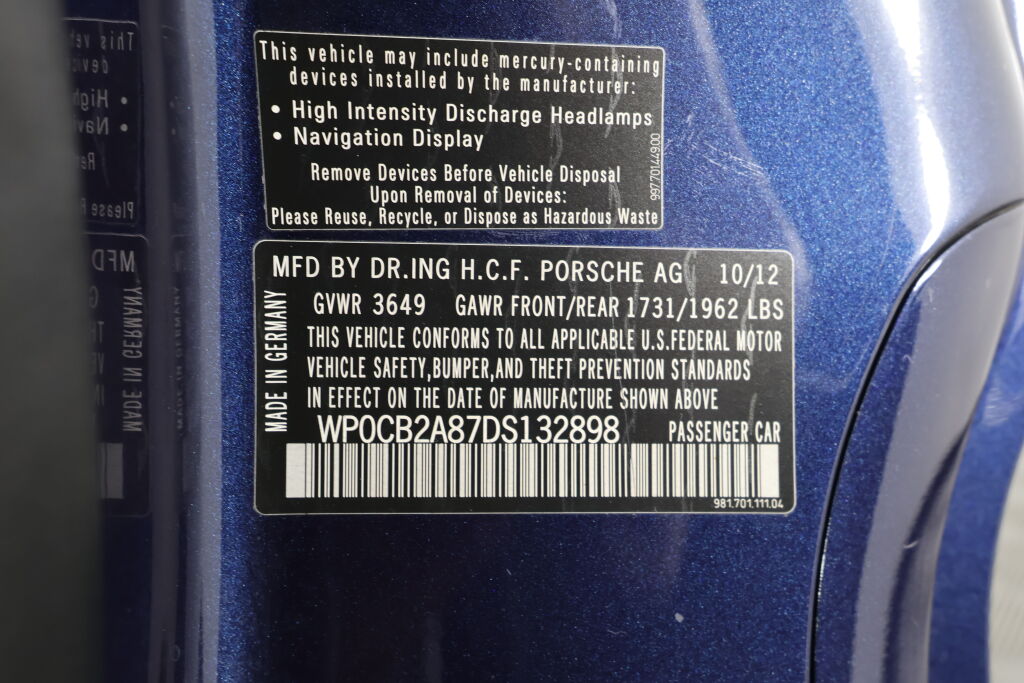 This vehicle may include mercury-containing
devices installed by the manufacturer:
• High Intensity Discharge Headlamps
• Navigation Display
Remove Devices Before Vehicle Disposal
Upon Removal of Devices:
Please Reuse, Recycle, or Dispose as Hazardous Waste
997.701.449.00
MFD BY DR.ING H.C.F. PORSCHE AG 10/12
GVWR 3649 GAWR FRONT/REAR 1731/1962 LBS
THIS VEHICLE CONFORMS TO ALL APPLICABLE U.S.FEDERAL MOTOR
VEHICLE SAFETY,BUMPER,AND THEFT PREVENTION STANDARDS
IN EFFECT ON THE DATE OF MANUFACTURE SHOWN ABOVE
MADE IN GERMANY
WP0CB2A87DS132898 PASSENGER CAR
981.701.111.04